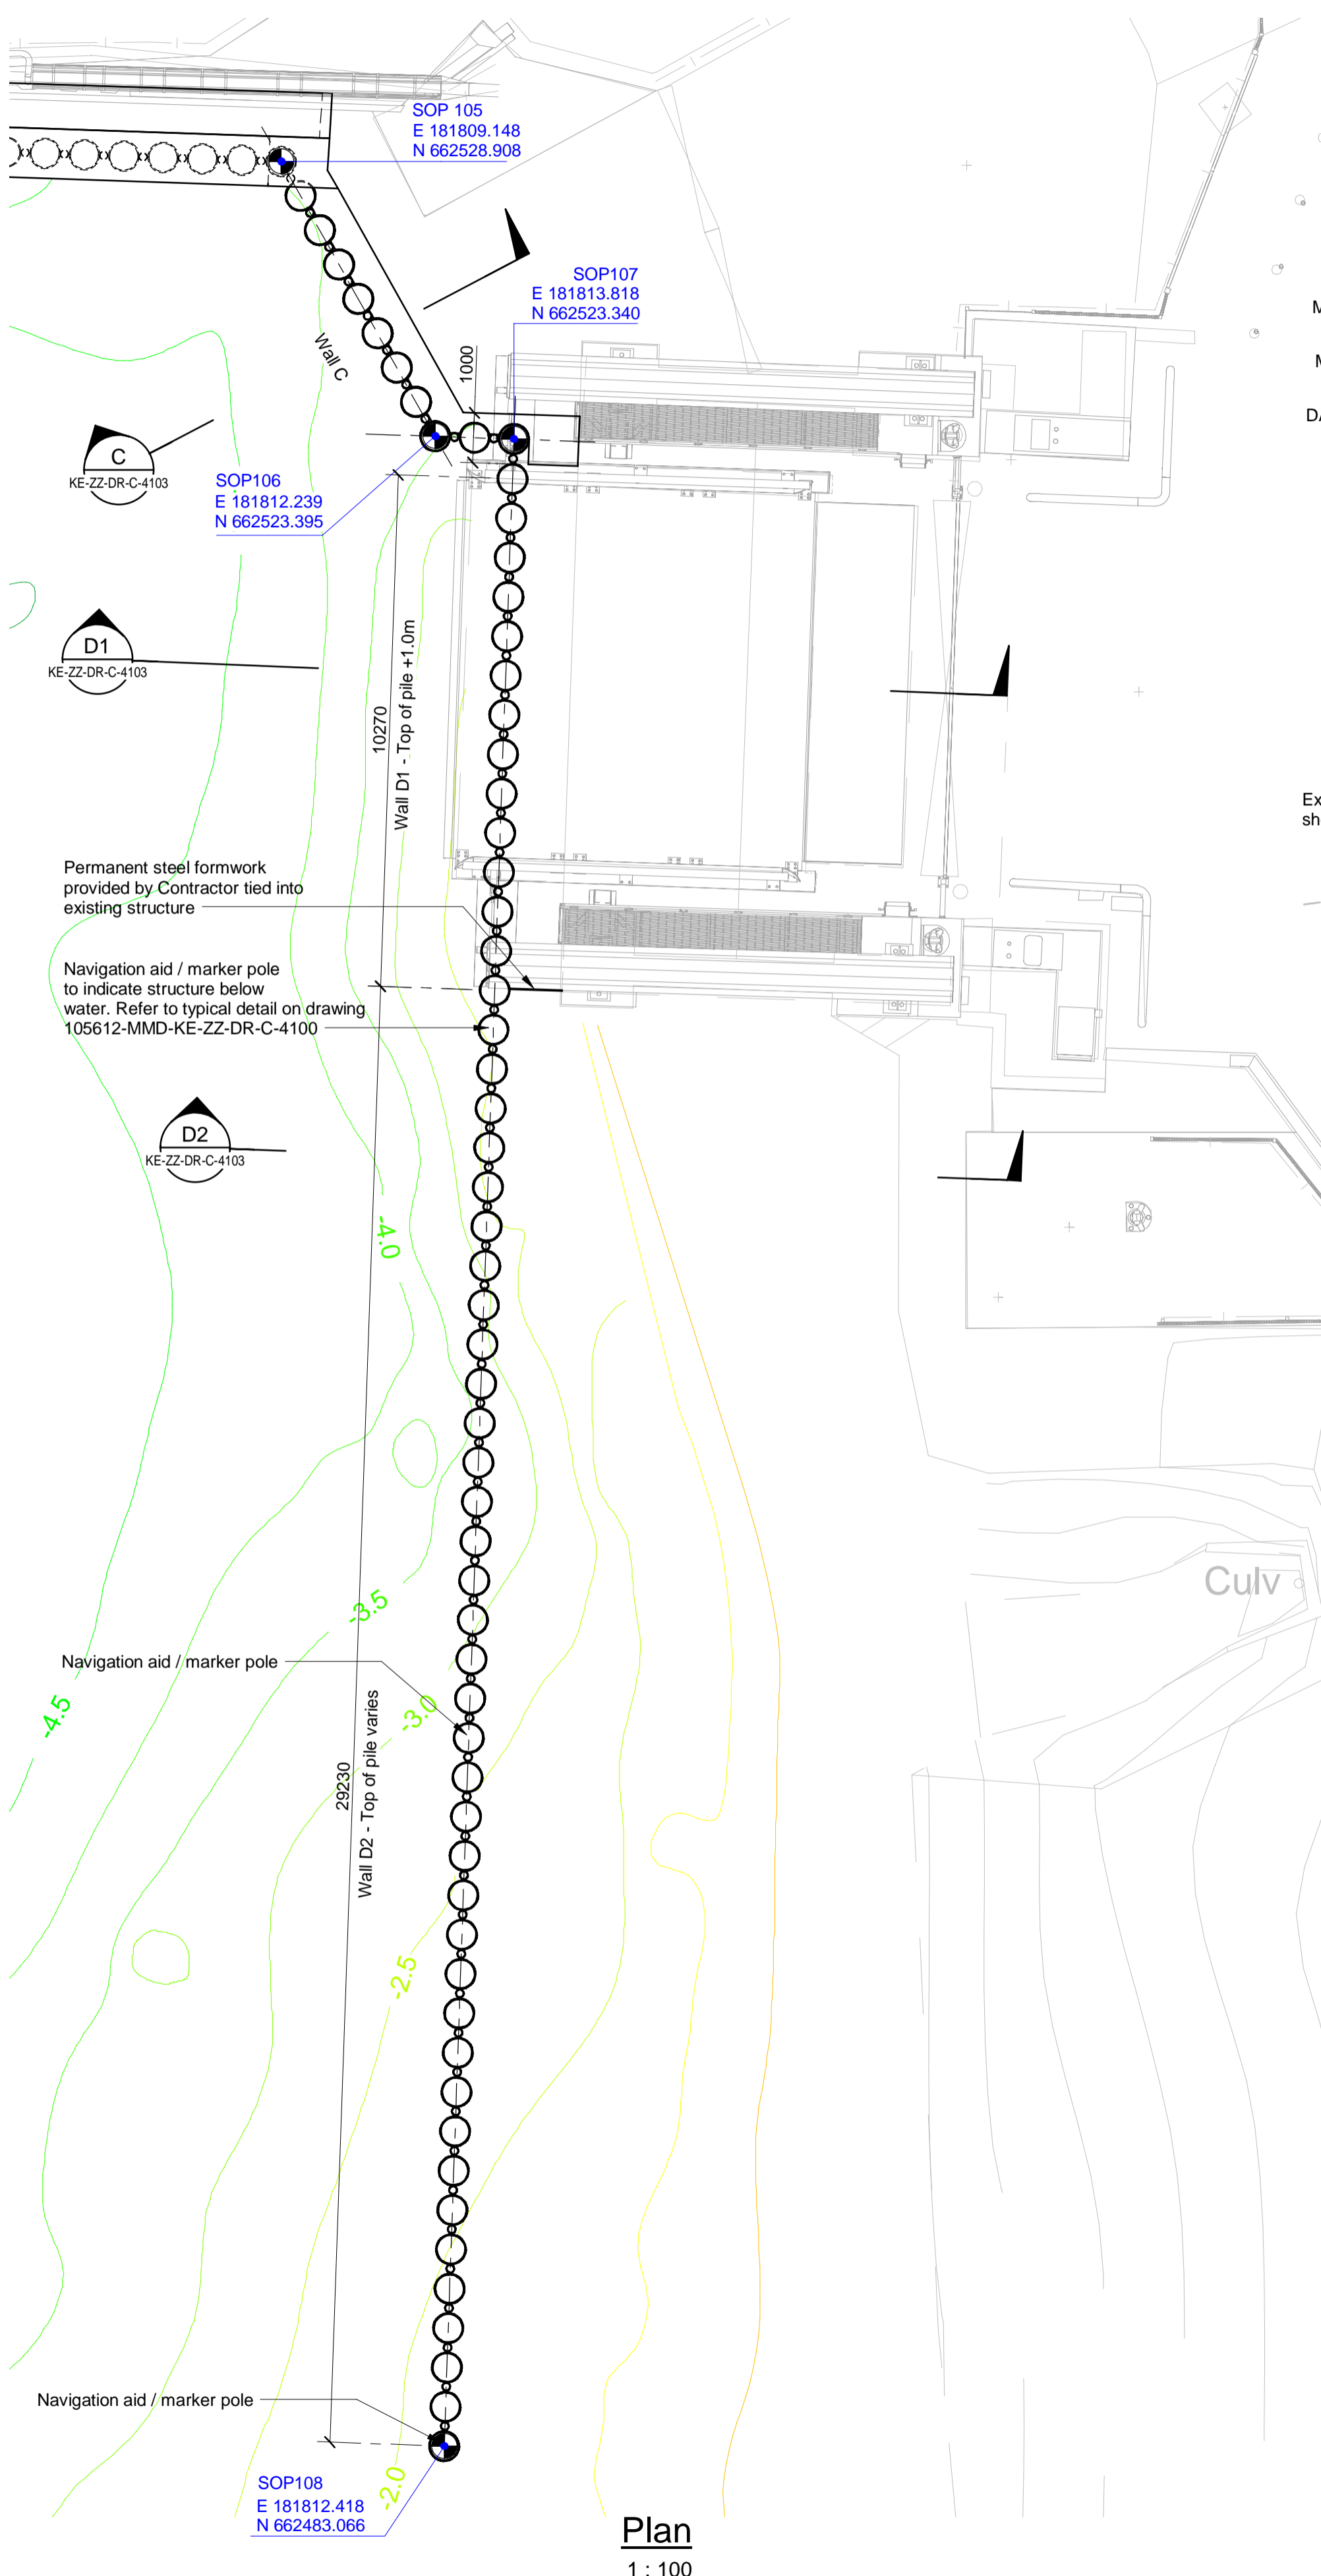 SOP 105
E 181809.148
N 662528.908
SOP107
E 181813.818
N 662523.340
M
Wall C
1000
M
DA
C
KE-ZZ-DR-C-4103
SOP106
E 181812.239
N 662523.395
D1
KE-ZZ-DR-C-4103
10270
Wall D1 - Top of pile +1.0m
Ex
sh
Permanent steel formwork
provided by Contractor tied into
existing structure
Navigation aid / marker pole
to indicate structure below
water. Refer to typical detail on drawing
105612-MMD-KE-ZZ-DR-C-4100
D2
KE-ZZ-DR-C-4103
-4.0
Culv
-3.5
Navigation aid / marker pole
-4.5
-3.0
29230
Wall D2 - Top of pile varies
-2.5
Navigation aid / marker pole
-2.0
SOP108
E 181812.418
N 662483.066
Plan
1 : 100